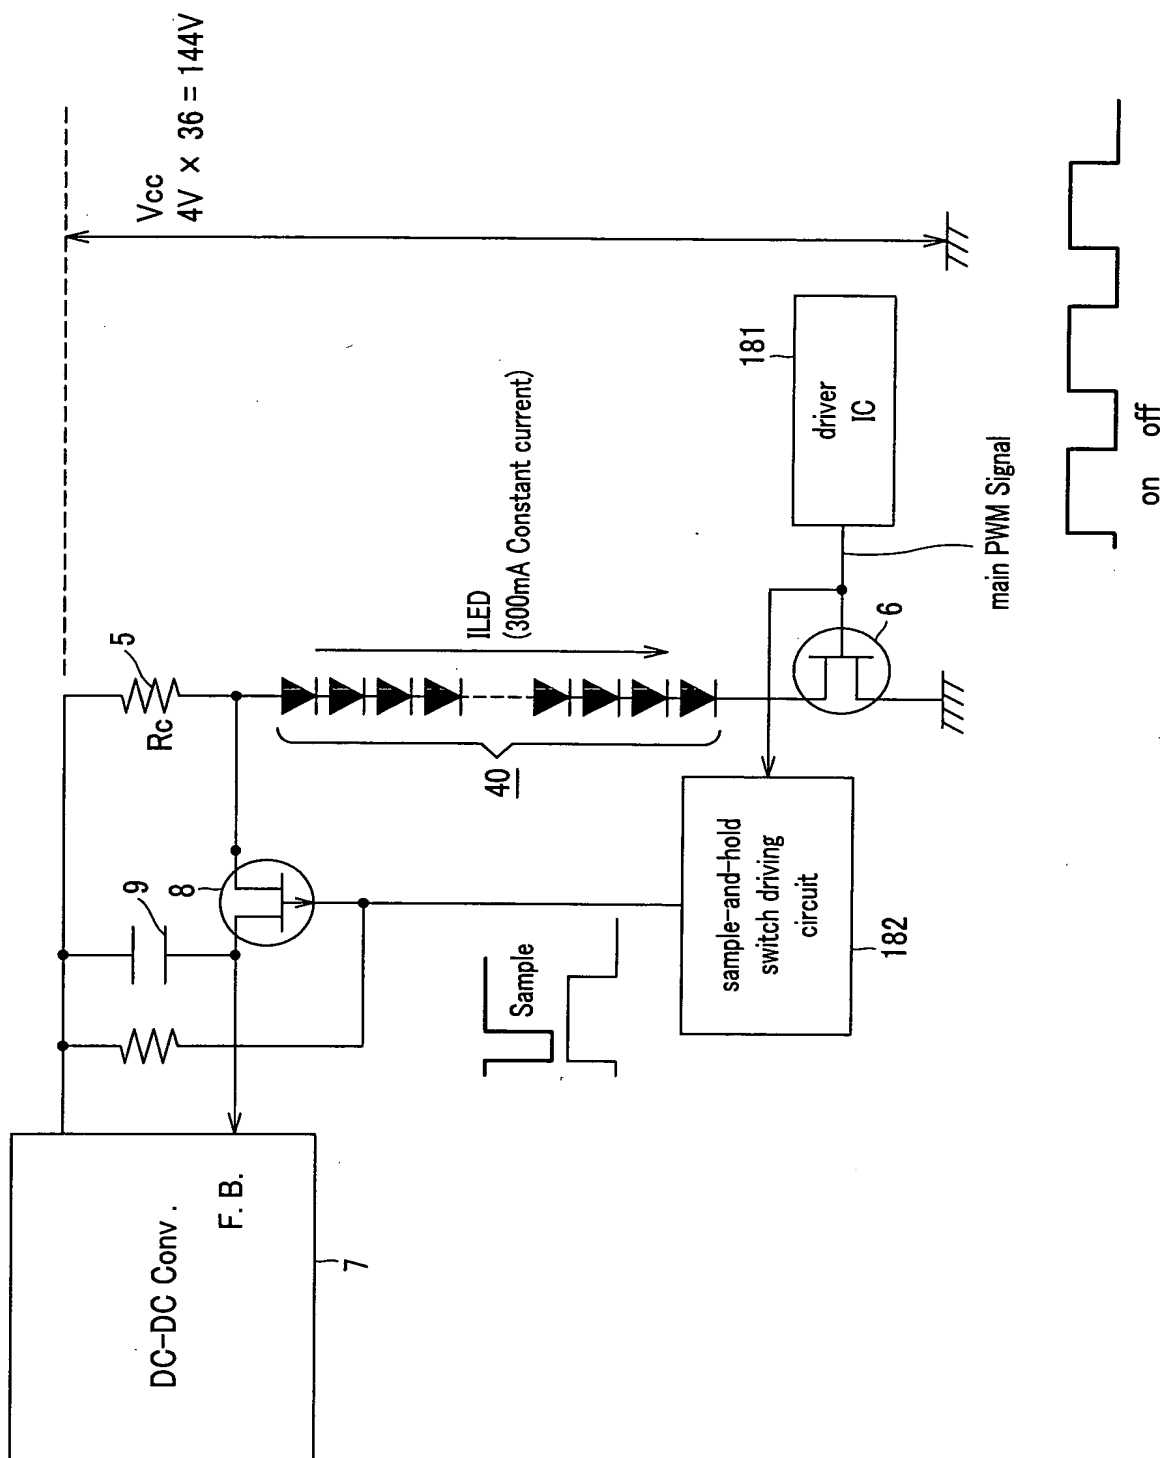 Vcc
4V × 36 = 144V
5
Rc
9
8
DC-DC Conv.
F. B.
7
ILED
(300mA Constant current)
40
Sample
sample-and-hold
switch driving
circuit
182
181
driver
IC
6
main PWM Signal
on off